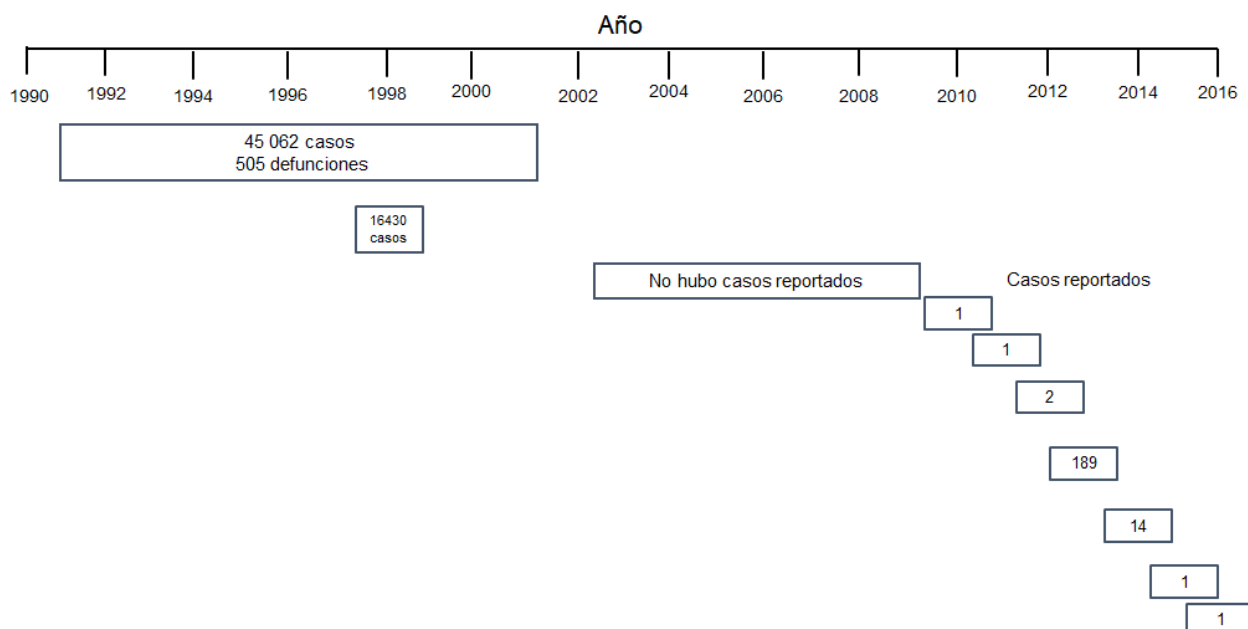 Año
1990 1992 1994 1996 1998 2000 2002 2004 2006 2008 2010 2012 2014 2016
45 062 casos
505 defunciones
16430
casos
No hubo casos reportados
Casos reportados
1
1
2
189
14
1
1